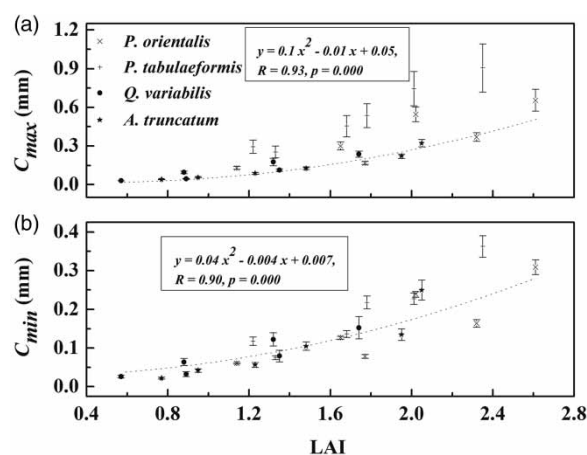 (a)
1.2
0.9
0.6
0.3
0.0
C_max (mm)
P. orientalis
P. tabulaeformis
Q. variabilis
A. truncatum
y = 0.1 x² - 0.01 x + 0.05,
R = 0.93, p = 0.000
(b)
0.4
0.3
0.2
0.1
0.0
C_min (mm)
y = 0.04 x² - 0.004 x + 0.007,
R = 0.90, p = 0.000
0.4 0.8 1.2 1.6 2.0 2.4 2.8
LAI